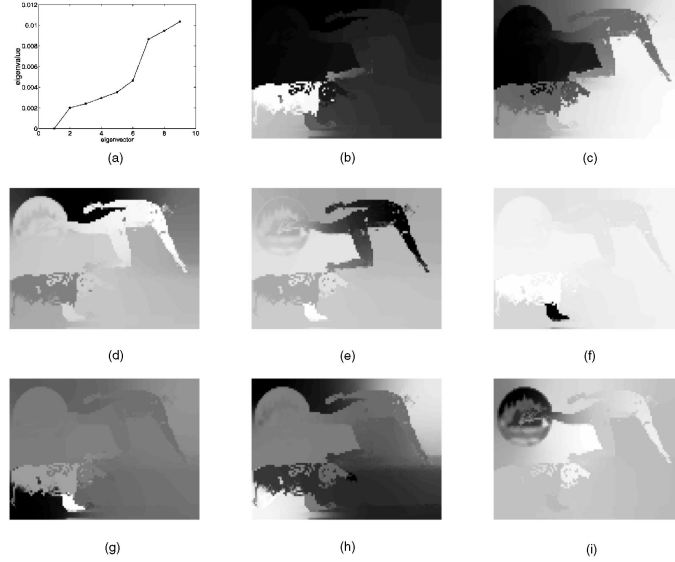 0.012
0.01
0.008
0.006
0.004
0.002
0
eigenvalue
0 2 4 6 8 10
eigenvector
(a) (b) (c)
(d) (e) (f)
(g) (h) (i)